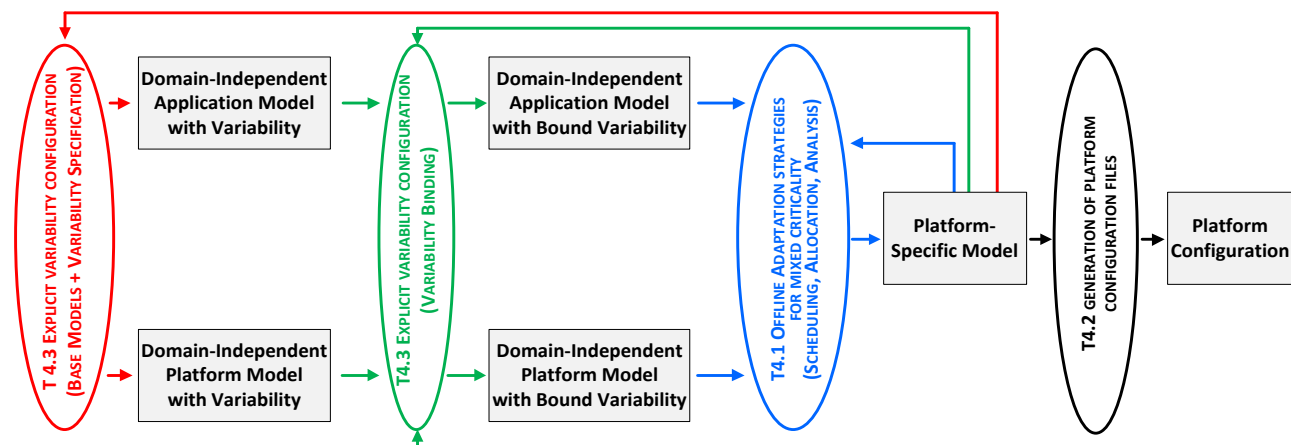 T 4.3 Explicit variability configuration
(Base Models + Variability Specification)
Domain-Independent
Application Model
with Variability
Domain-Independent
Platform Model
with Variability
T4.3 Explicit variability configuration
(Variability Binding)
Domain-Independent
Application Model
with Bound Variability
Domain-Independent
Platform Model
with Bound Variability
T4.1 Offline Adaptation strategies
for mixed criticality
(Scheduling, Allocation, Analysis)
Platform-
Specific Model
T4.2 generation of platform
configuration files
Platform
Configuration